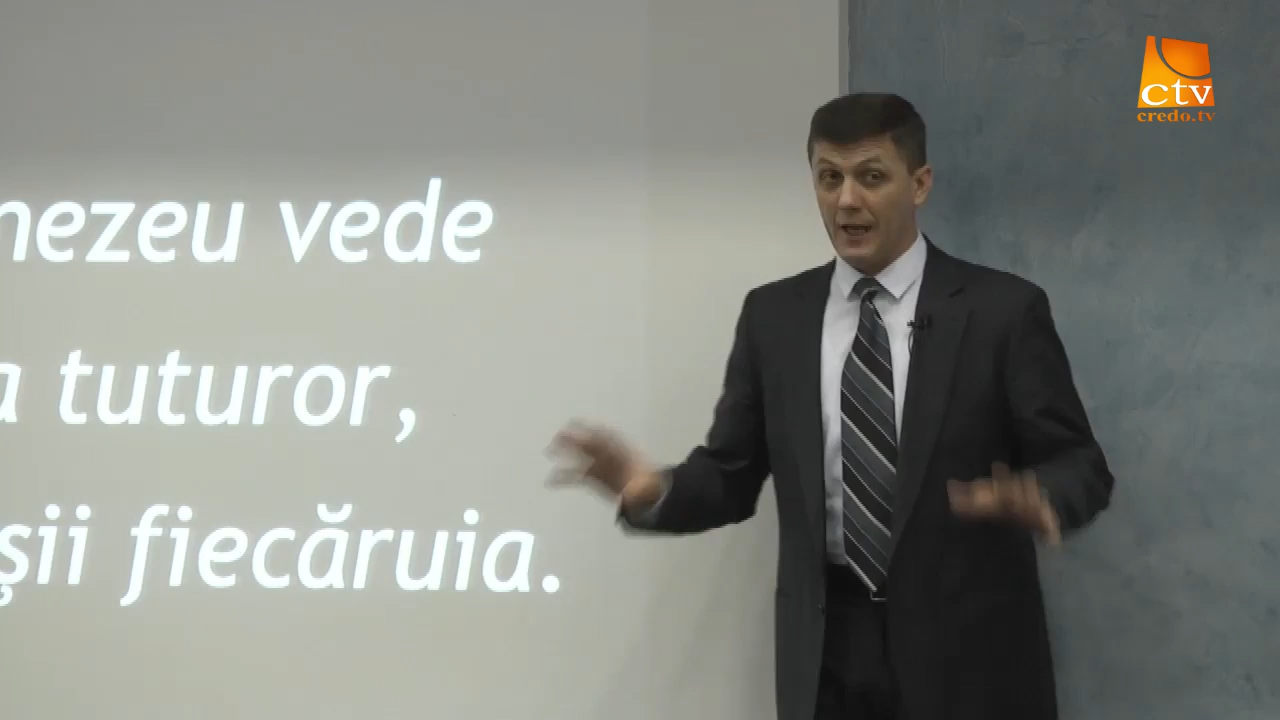 nezeu vede
a tuturor,
șii fiecăruia.
ctv
credo.tv